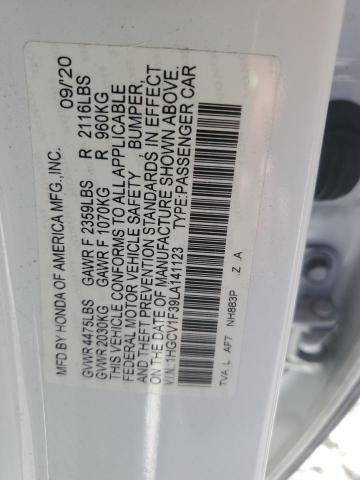 MFD BY HONDA OF AMERICA MFG.,INC. 09/20
GVWR 4475LBS GAWR F 2359LBS R 2116LBS
GVWR 2030KG GAWR F 1070KG R 960KG
THIS VEHICLE CONFORMS TO ALL APPLICABLE
FEDERAL MOTOR VEHICLE SAFETY, BUMPER,
AND THEFT PREVENTION STANDARDS IN EFFECT
ON THE DATE OF MANUFACTURE SHOWN ABOVE.
V.I.N.:1HGCV1F39LA141123 TYPE:PASSENGER CAR
TVA L AF7 NH883P Z A